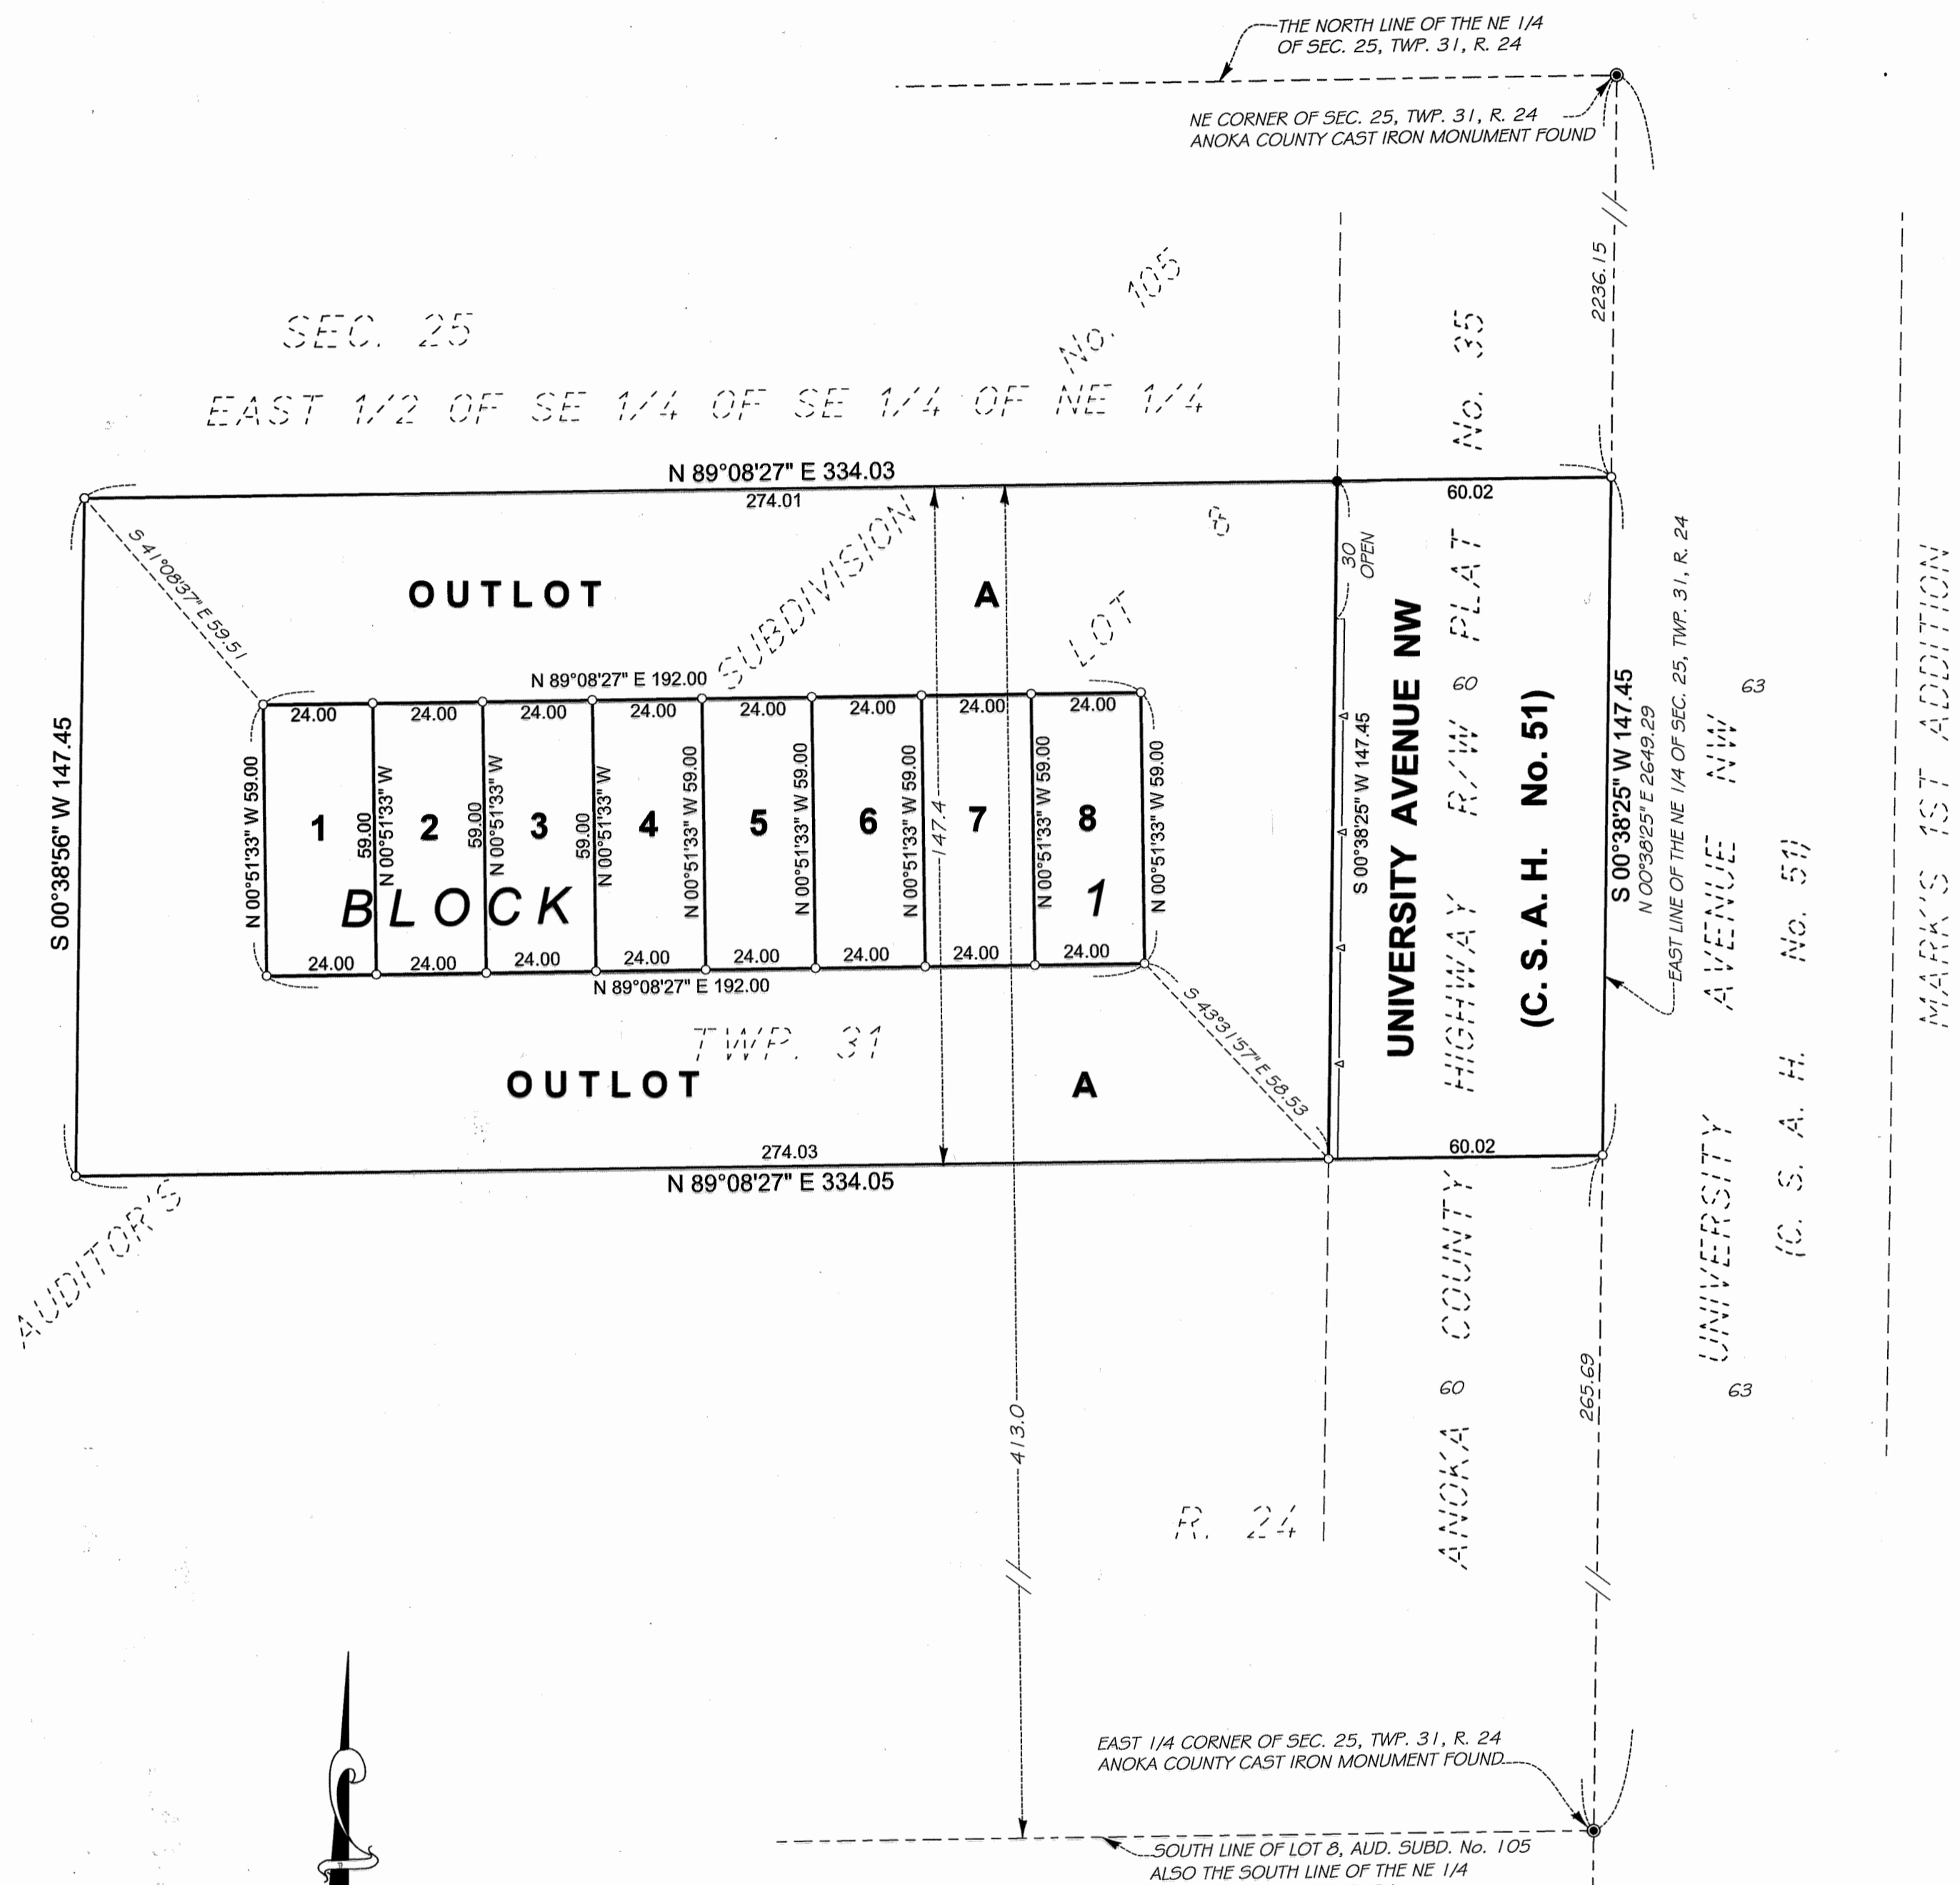 THE NORTH LINE OF THE NE 1/4
OF SEC. 25, TWP. 31, R. 24
NE CORNER OF SEC. 25, TWP. 31, R. 24
ANOKA COUNTY CAST IRON MONUMENT FOUND
2236.15
No. 105
SEC. 25
EAST 1/2 OF SE 1/4 OF SE 1/4 OF NE 1/4
N 89°08'27" E 334.03
274.01
60.02
S 41°08'37" E 59.51
OUTLOT A
SUBDIVISION
LOT 8
30
OPEN
N 89°08'27" E 192.00
24.00 24.00 24.00 24.00 24.00 24.00 24.00 24.00
S 00°38'56" W 147.45
N 00°51'33" W 59.00
1
59.00
N 00°51'33" W
2
59.00
N 00°51'33" W
3
59.00
N 00°51'33" W
4
N 00°51'33" W 59.00
5
N 00°51'33" W 59.00
6
N 00°51'33" W 59.00
147.4
7
N 00°51'33" W 59.00
8
N 00°51'33" W 59.00
BLOCK 1
24.00 24.00 24.00 24.00 24.00 24.00 24.00 24.00
N 89°08'27" E 192.00
S 00°38'25" W 147.45
UNIVERSITY AVENUE NW
(C. S. A. H. No. 51)
ANOKA COUNTY HIGHWAY R/W PLAT No. 35
60
S 00°38'25" W 147.45
N 00°38'25" E 2649.29
EAST LINE OF THE NE 1/4 OF SEC. 25, TWP. 31, R. 24
63
UNIVERSITY AVENUE NW
(C. S. A. H. No. 51)
MARK'S 1ST ADDITION
TWP. 31
OUTLOT A
S 43°31'57" E 58.53
274.03
60.02
N 89°08'27" E 334.05
AUDITOR'S
60
265.69
63
413.0
R. 24
EAST 1/4 CORNER OF SEC. 25, TWP. 31, R. 24
ANOKA COUNTY CAST IRON MONUMENT FOUND
SOUTH LINE OF LOT 8, AUD. SUBD. No. 105
ALSO THE SOUTH LINE OF THE NE 1/4